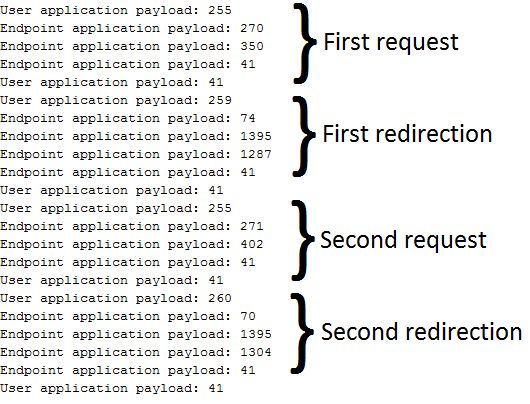 User application payload: 255
Endpoint application payload: 270
Endpoint application payload: 350
Endpoint application payload: 41
User application payload: 41
First request
User application payload: 259
Endpoint application payload: 74
Endpoint application payload: 1395
Endpoint application payload: 1287
Endpoint application payload: 41
User application payload: 41
First redirection
User application payload: 255
Endpoint application payload: 271
Endpoint application payload: 402
Endpoint application payload: 41
User application payload: 41
Second request
User application payload: 260
Endpoint application payload: 70
Endpoint application payload: 1395
Endpoint application payload: 1304
Endpoint application payload: 41
User application payload: 41
Second redirection